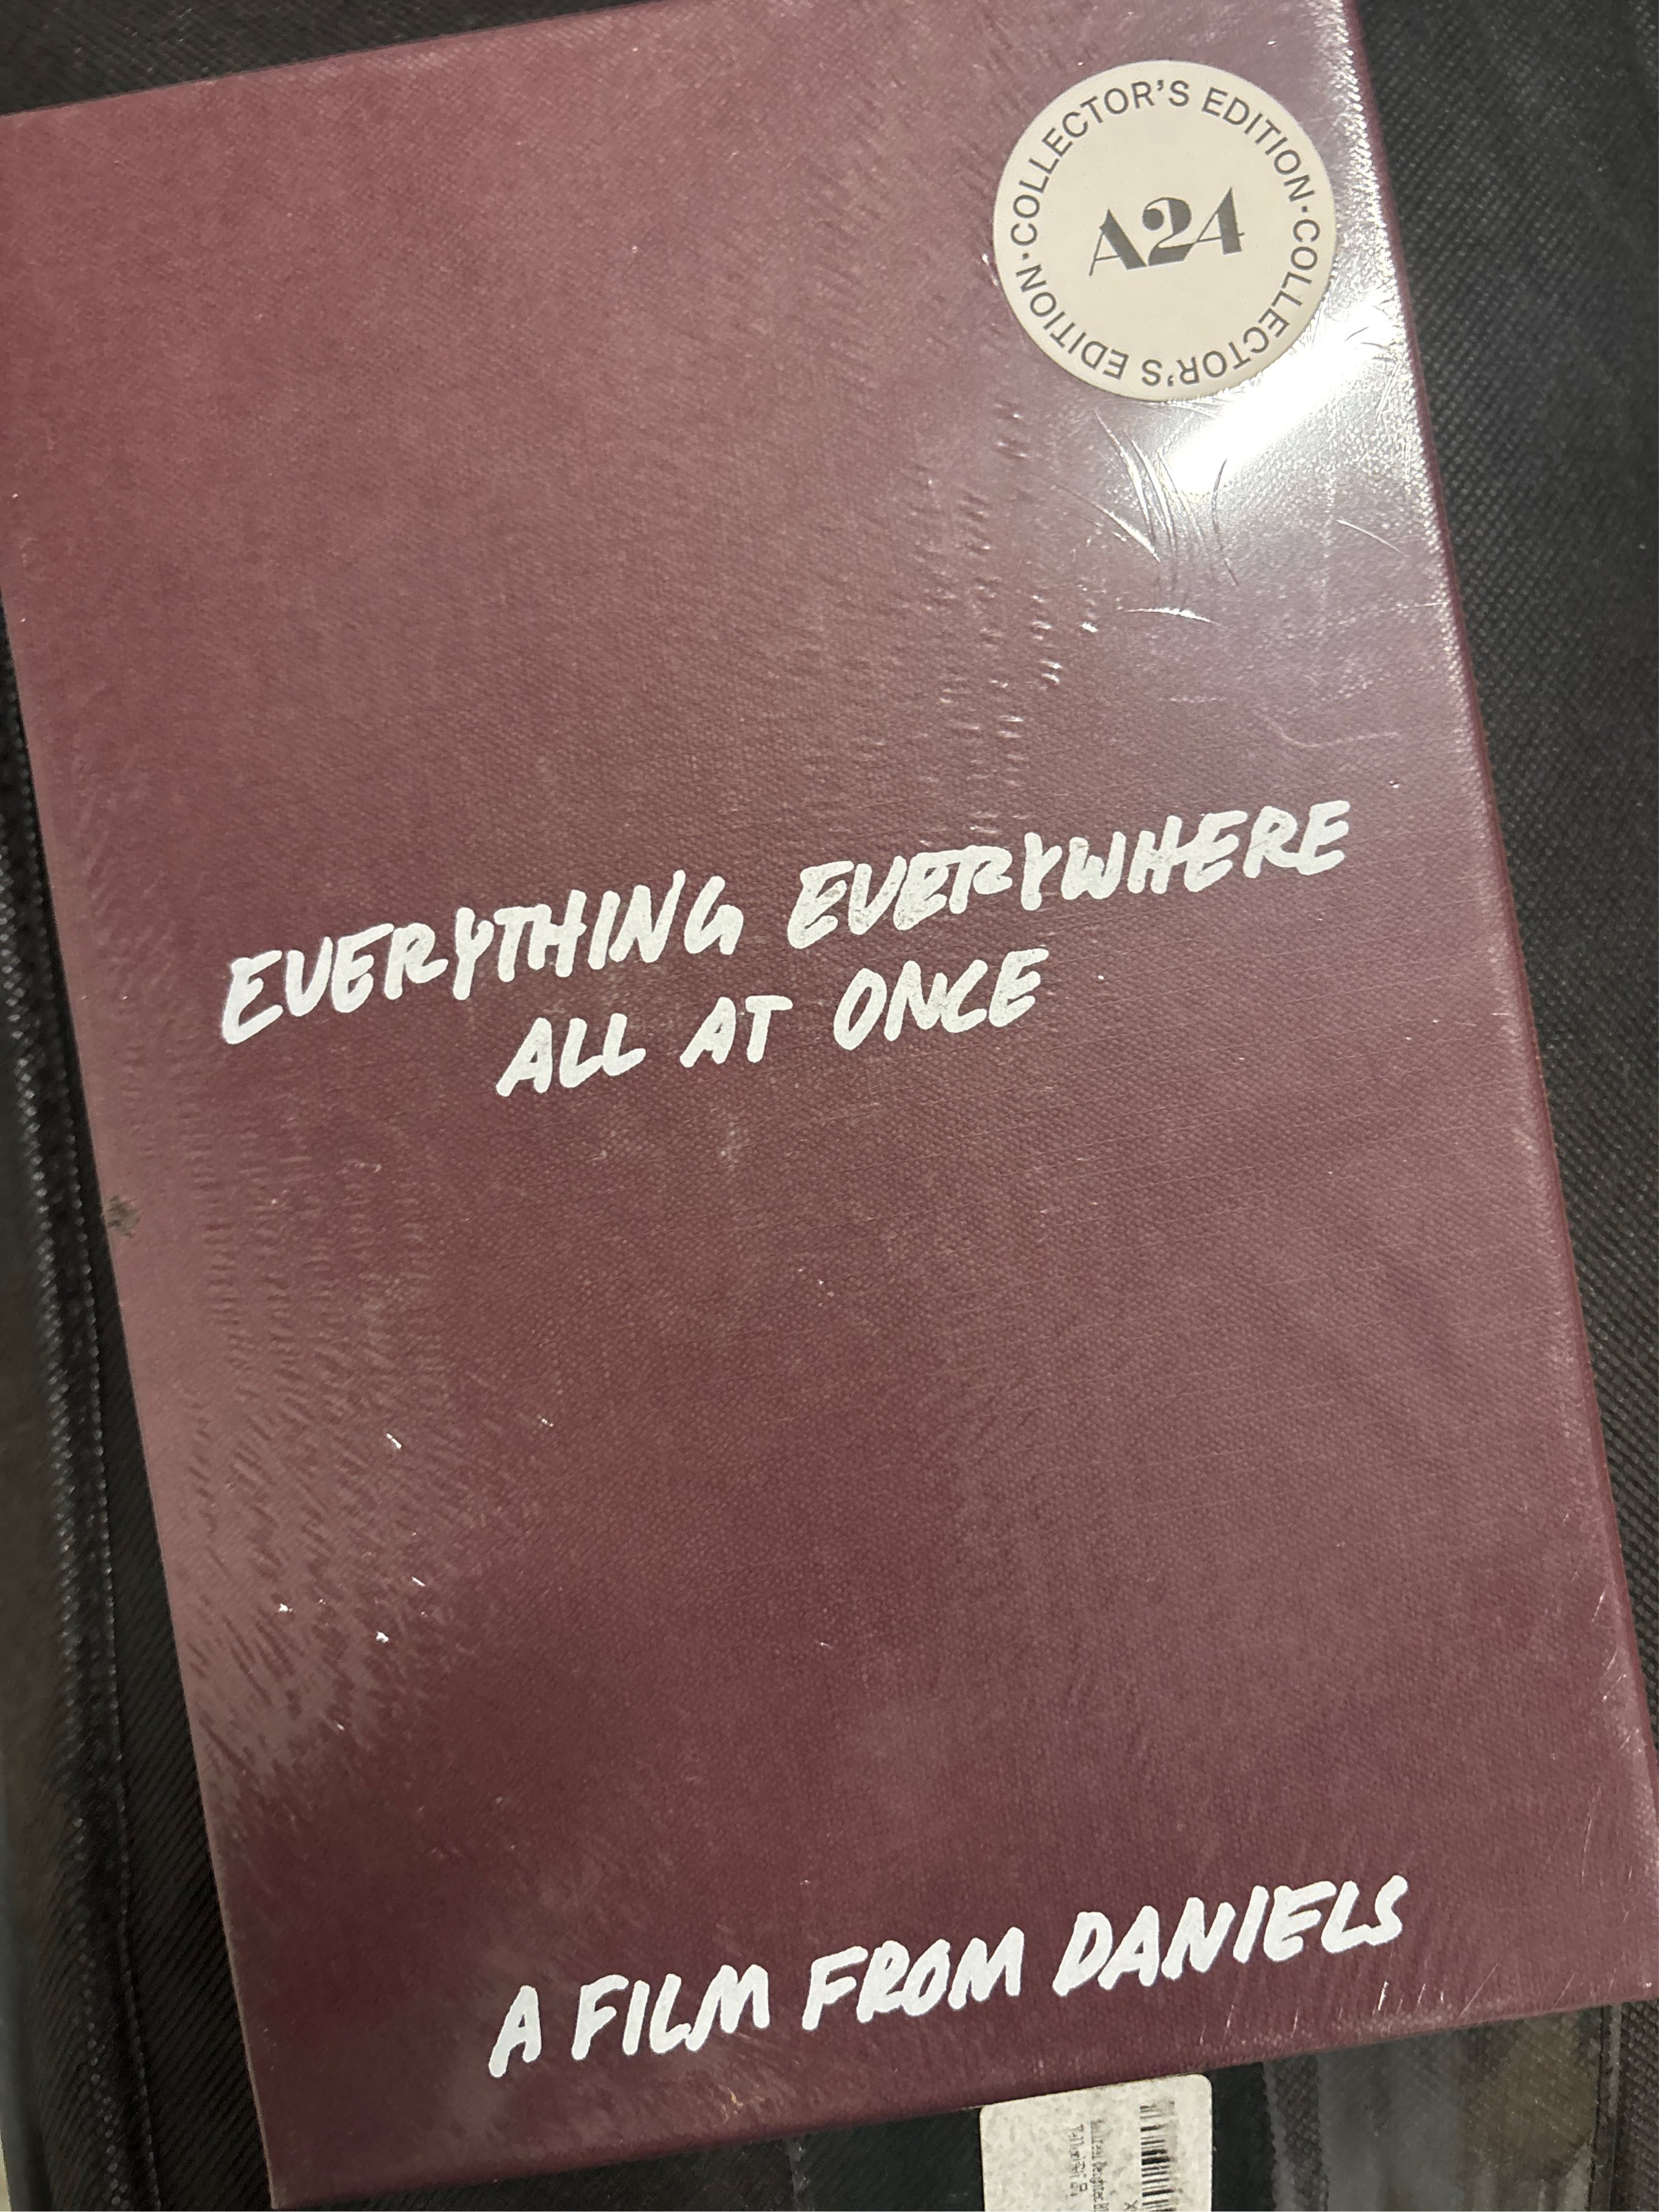 ·COLLECTOR'S EDITION·COLLECTOR'S EDITION
A24
EVERYTHING EVERYWHERE
ALL AT ONCE
A FILM FROM DANIELS